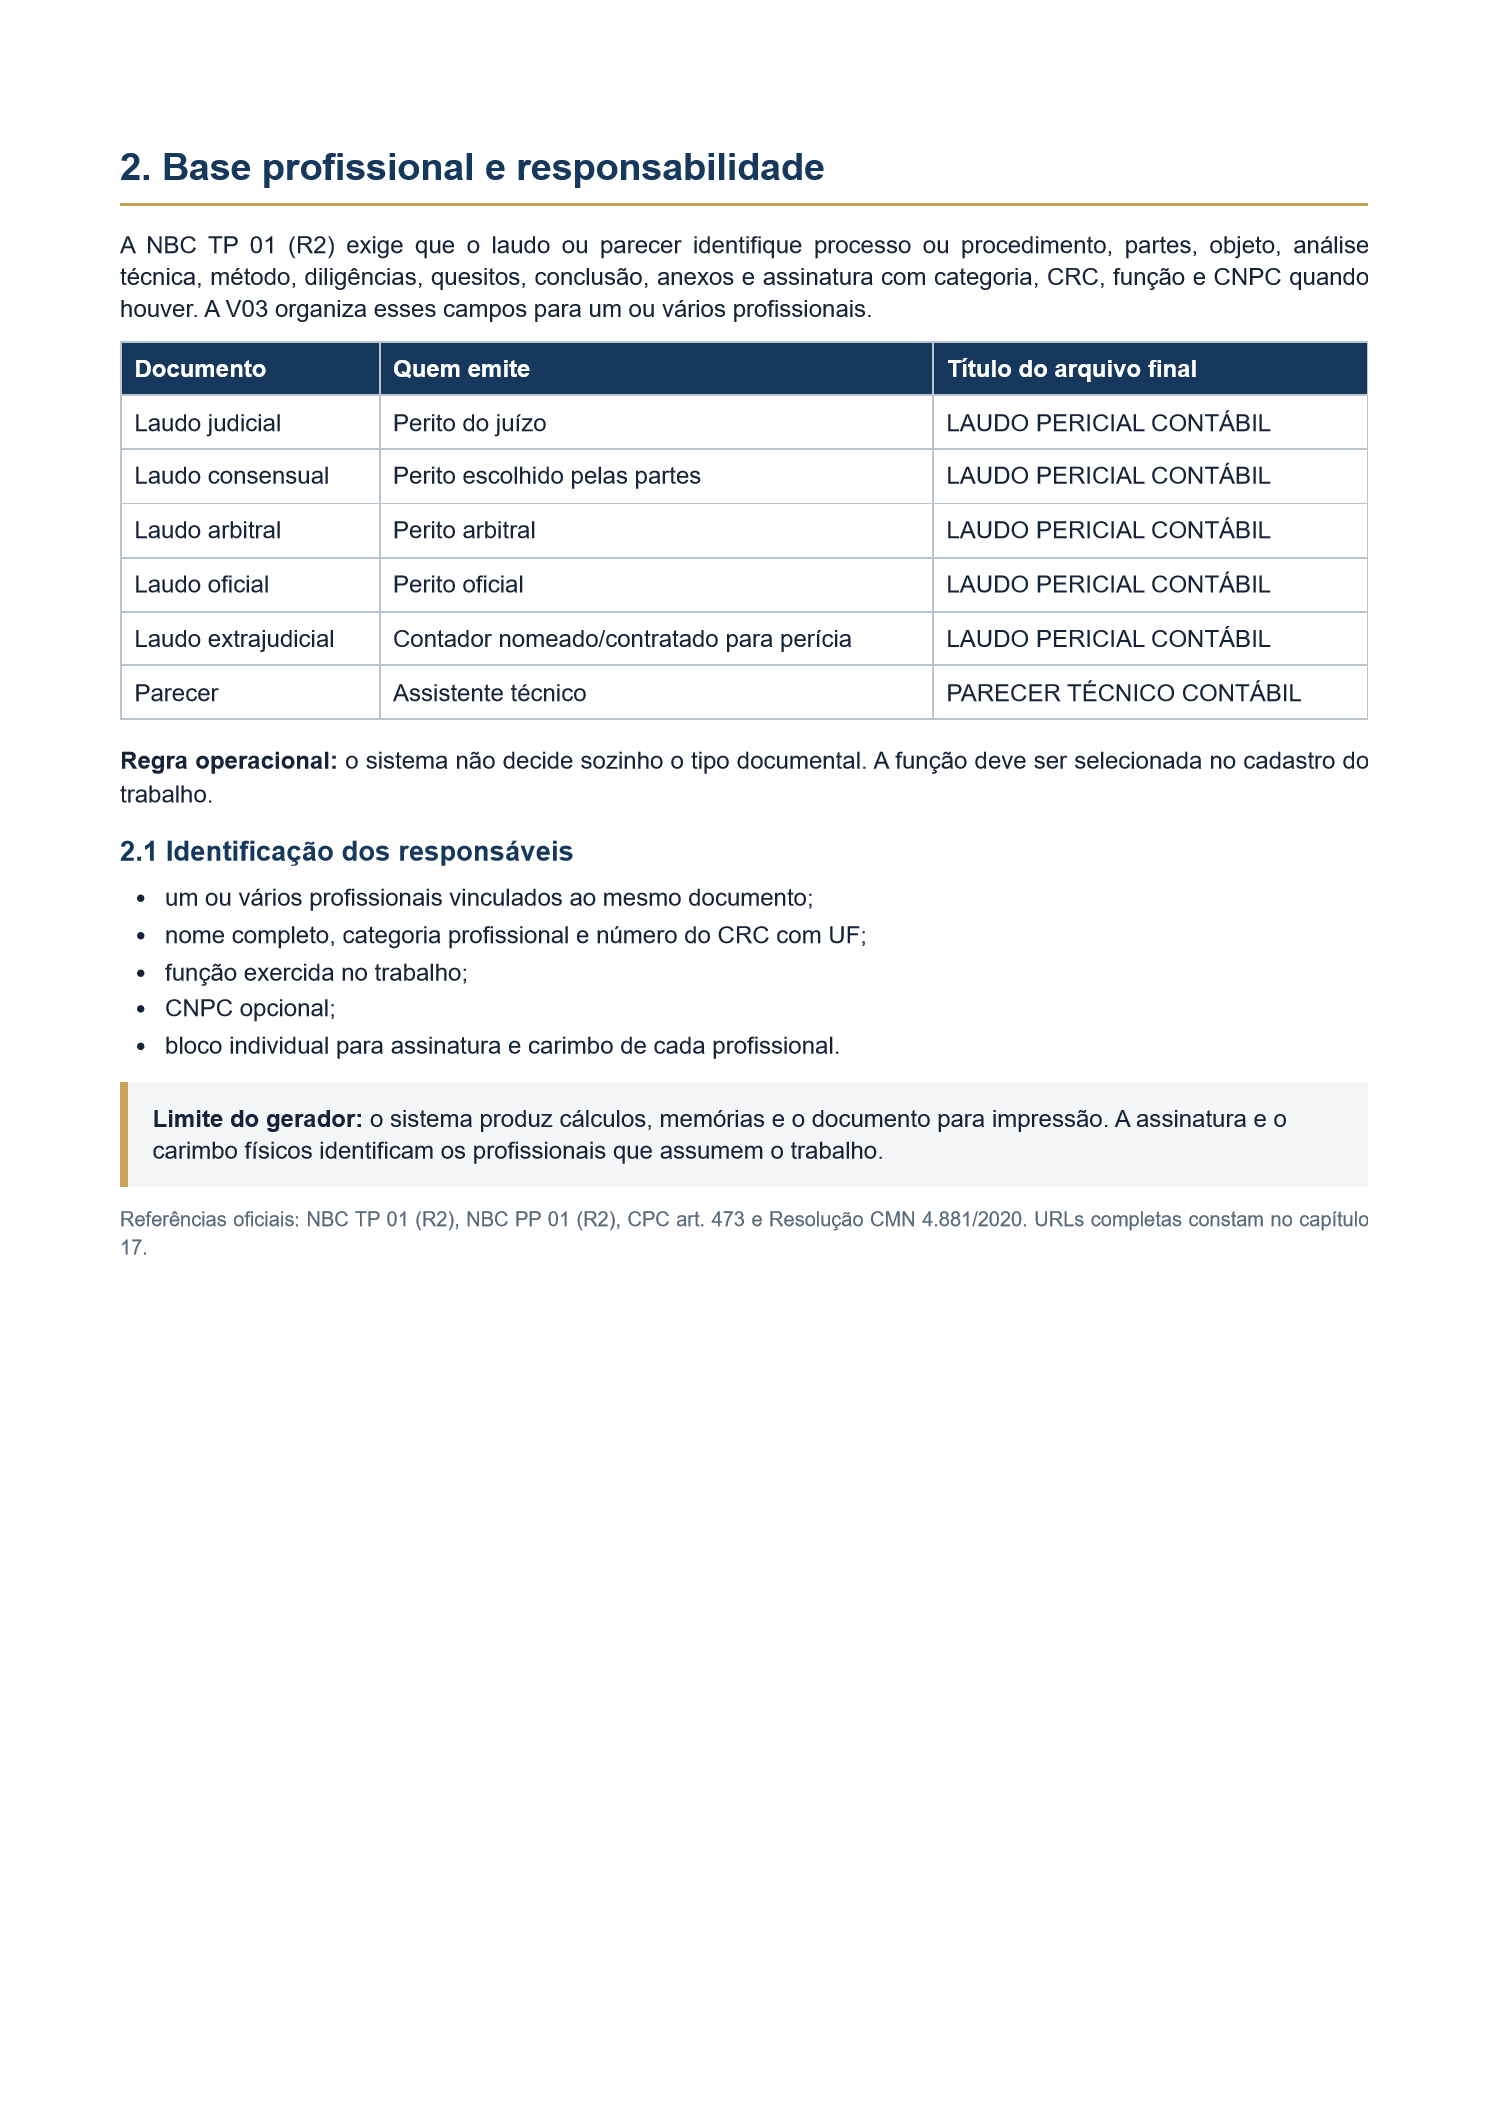 2. Base profissional e responsabilidade
A NBC TP 01 (R2) exige que o laudo ou parecer identifique processo ou procedimento, partes, objeto, análise
técnica, método, diligências, quesitos, conclusão, anexos e assinatura com categoria, CRC, função e CNPC quando
houver. A V03 organiza esses campos para um ou vários profissionais.
Documento Quem emite Título do arquivo final
Laudo judicial Perito do juízo LAUDO PERICIAL CONTÁBIL
Laudo consensual Perito escolhido pelas partes LAUDO PERICIAL CONTÁBIL
Laudo arbitral Perito arbitral LAUDO PERICIAL CONTÁBIL
Laudo oficial Perito oficial LAUDO PERICIAL CONTÁBIL
Laudo extrajudicial Contador nomeado/contratado para perícia LAUDO PERICIAL CONTÁBIL
Parecer Assistente técnico PARECER TÉCNICO CONTÁBIL
Regra operacional: o sistema não decide sozinho o tipo documental. A função deve ser selecionada no cadastro do
trabalho.
2.1 Identificação dos responsáveis
• um ou vários profissionais vinculados ao mesmo documento;
• nome completo, categoria profissional e número do CRC com UF;
• função exercida no trabalho;
• CNPC opcional;
• bloco individual para assinatura e carimbo de cada profissional.
Limite do gerador: o sistema produz cálculos, memórias e o documento para impressão. A assinatura e o
carimbo físicos identificam os profissionais que assumem o trabalho.
Referências oficiais: NBC TP 01 (R2), NBC PP 01 (R2), CPC art. 473 e Resolução CMN 4.881/2020. URLs completas constam no capítulo
17.